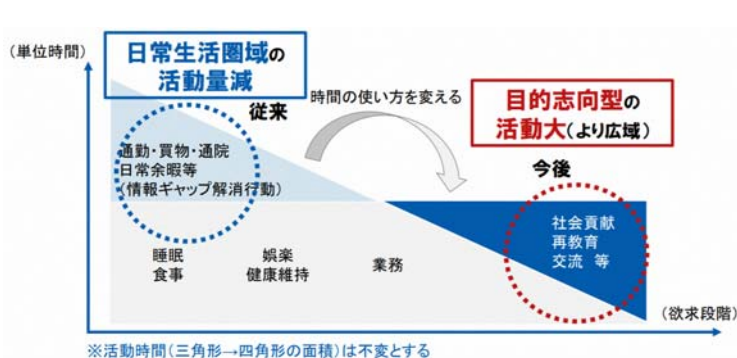 (単位時間)
日常生活圏域の
活動量減
従来
時間の使い方を変える
目的志向型の
活動大(より広域)
通勤・買物・通院
日常余暇等
(情報ギャップ解消行動)
今後
社会貢献
再教育
交流 等
睡眠
食事
娯楽
健康維持
業務
(欲求段階)
※活動時間(三角形→四角形の面積)は不変とする